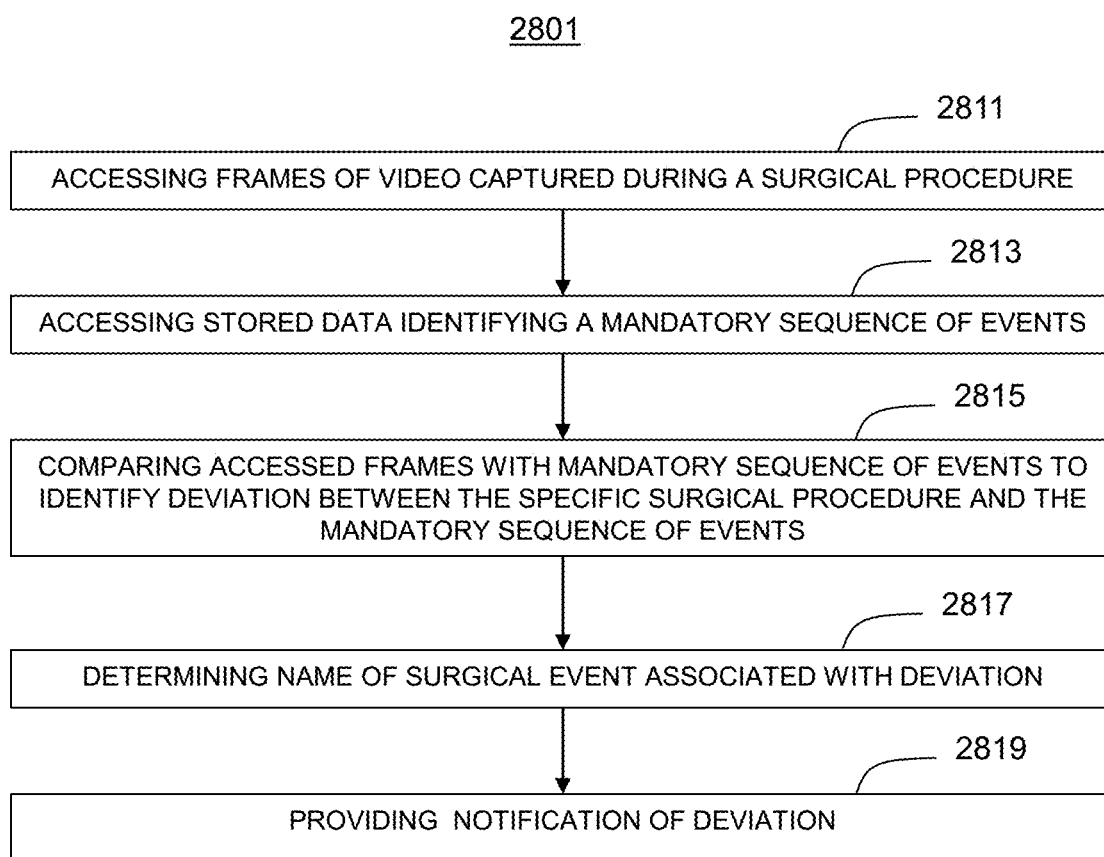 2801
2811
ACCESSING FRAMES OF VIDEO CAPTURED DURING A SURGICAL PROCEDURE
2813
ACCESSING STORED DATA IDENTIFYING A MANDATORY SEQUENCE OF EVENTS
2815
COMPARING ACCESSED FRAMES WITH MANDATORY SEQUENCE OF EVENTS TO
IDENTIFY DEVIATION BETWEEN THE SPECIFIC SURGICAL PROCEDURE AND THE
MANDATORY SEQUENCE OF EVENTS
2817
DETERMINING NAME OF SURGICAL EVENT ASSOCIATED WITH DEVIATION
2819
PROVIDING NOTIFICATION OF DEVIATION